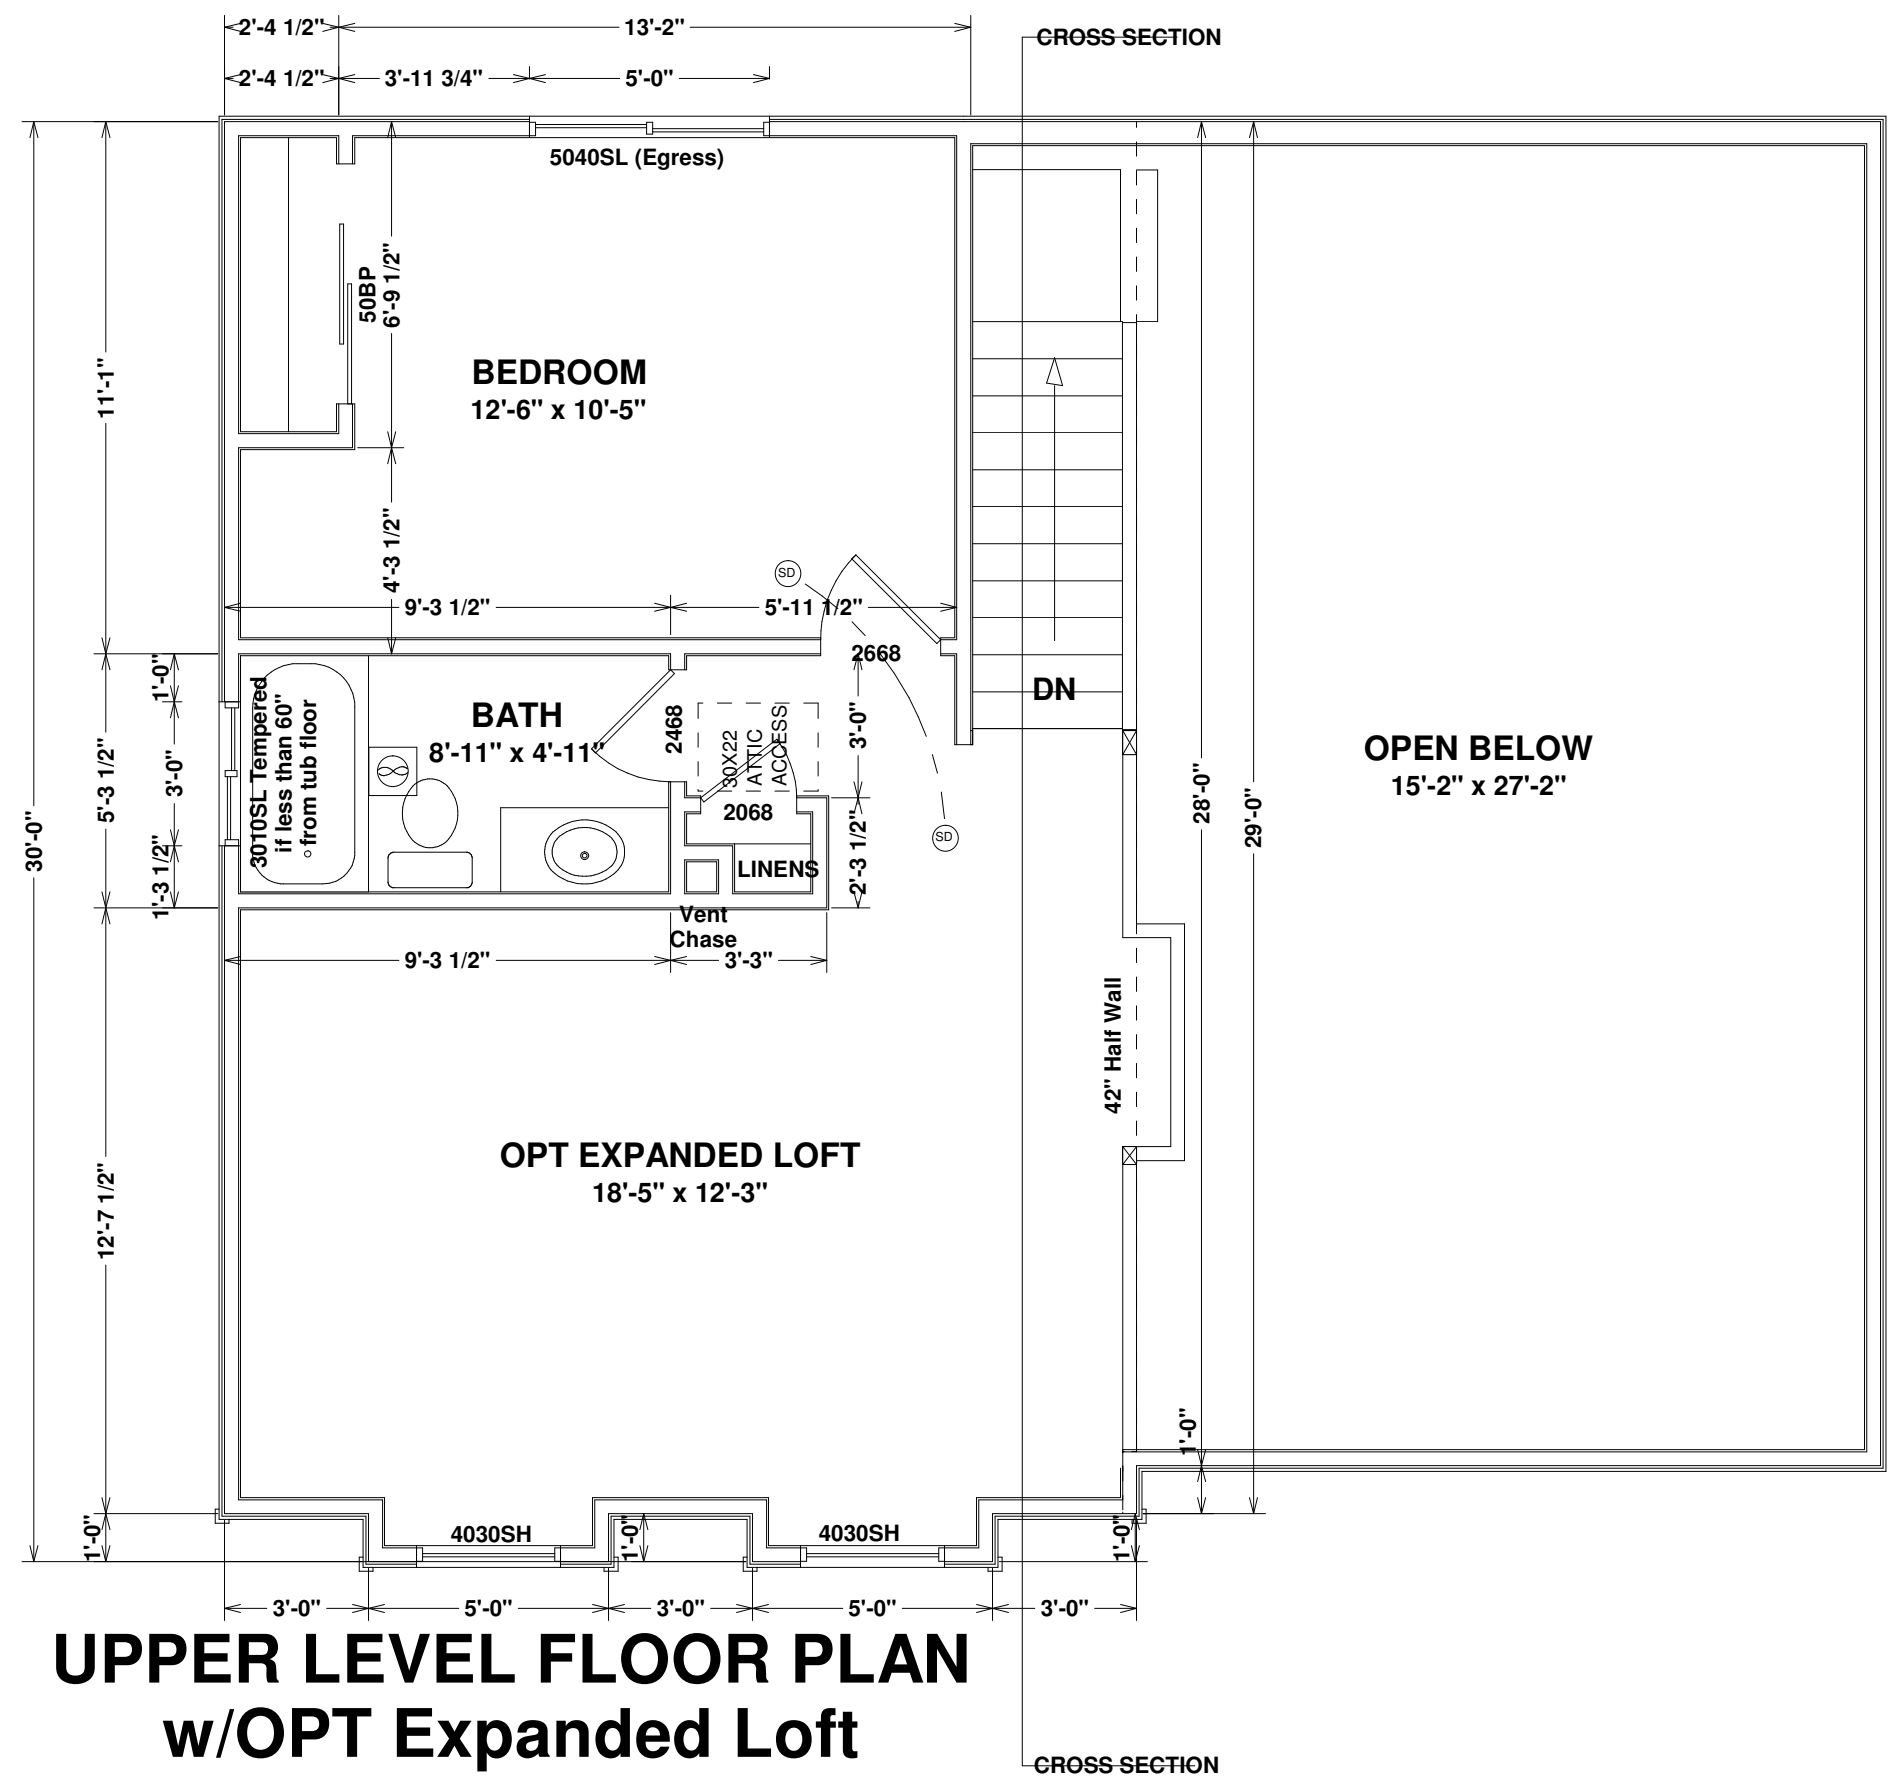 2'-4 1/2"
13'-2"
CROSS SECTION
2'-4 1/2"
3'-11 3/4"
5'-0"
5040SL (Egress)
50BP
6'-9 1/2"
11'-1"
BEDROOM
12'-6" x 10'-5"
4'-3 1/2"
SD
9'-3 1/2"
5'-11 1/2"
2668
1'-0"
3010SL Tempered
if less than 60"
from tub floor
BATH
8'-11" x 4'-11"
2468
30X22
ATTIC
ACCESS
3'-0"
DN
OPEN BELOW
15'-2" x 27'-2"
5'-3 1/2"
3'-0"
30'-0"
28'-0"
29'-0"
2068
SD
1'-3 1/2"
LINENS
2'-3 1/2"
Vent
Chase
9'-3 1/2"
3'-3"
42" Half Wall
OPT EXPANDED LOFT
18'-5" x 12'-3"
12'-7 1/2"
1'-0"
1'-0"
4030SH
1'-0"
4030SH
1'-0"
3'-0"
5'-0"
3'-0"
5'-0"
3'-0"
UPPER LEVEL FLOOR PLAN
w/OPT Expanded Loft
CROSS SECTION